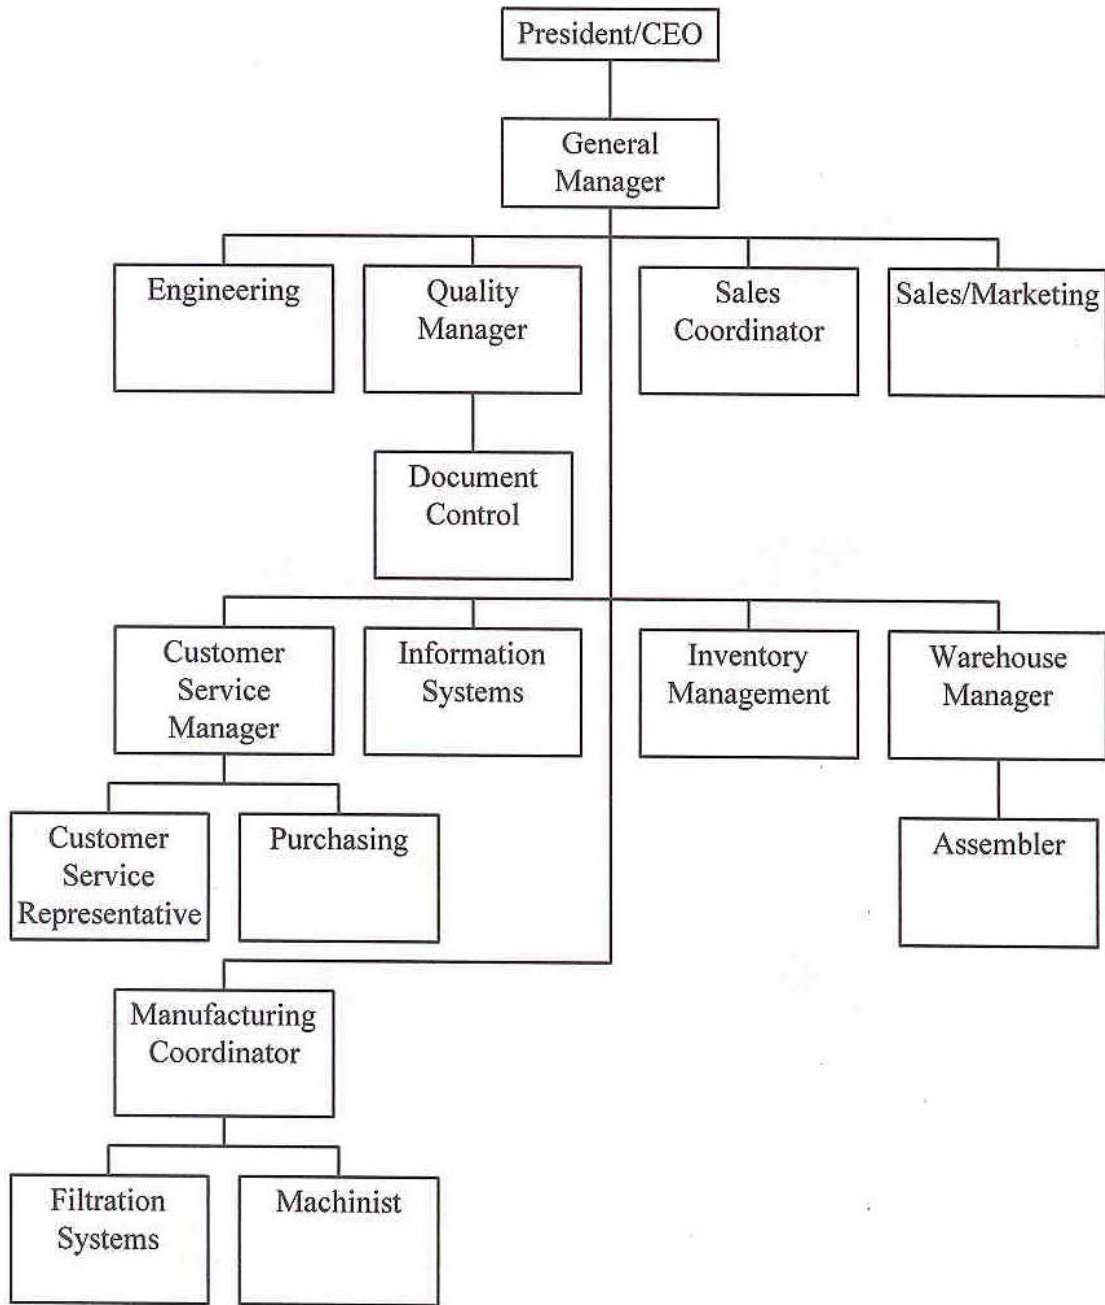 President/CEO
General
Manager
Engineering
Quality
Manager
Sales
Coordinator
Sales/Marketing
Document
Control
Customer
Service
Manager
Information
Systems
Inventory
Management
Warehouse
Manager
Customer
Service
Representative
Purchasing
Assembler
Manufacturing
Coordinator
Filtration
Systems
Machinist